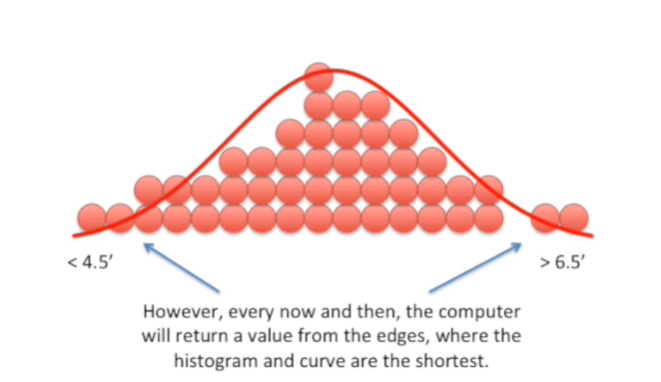 < 4.5’
> 6.5’
However, every now and then, the computer
will return a value from the edges, where the
histogram and curve are the shortest.